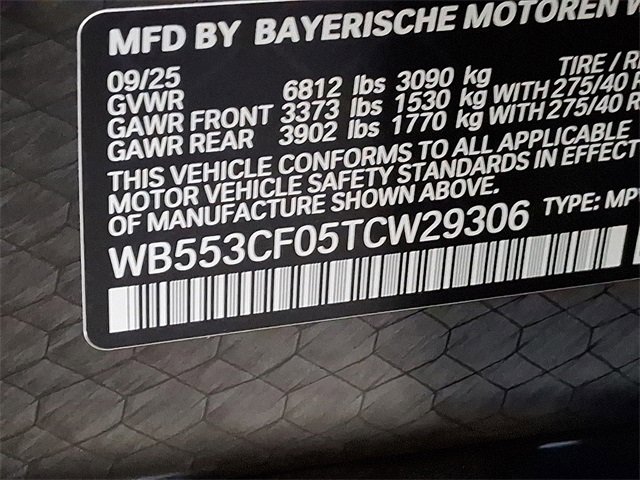 MFD BY BAYERISCHE MOTOREN
09/25 TIRE /
GVWR 6812 lbs 3090 kg
GAWR FRONT 3373 lbs 1530 kg WITH 275/40
GAWR REAR 3902 lbs 1770 kg WITH 275/40
THIS VEHICLE CONFORMS TO ALL APPLICABLE
MOTOR VEHICLE SAFETY STANDARDS IN EFFECT
OF MANUFACTURE SHOWN ABOVE.
WB553CF05TCW29306 TYPE: MPV